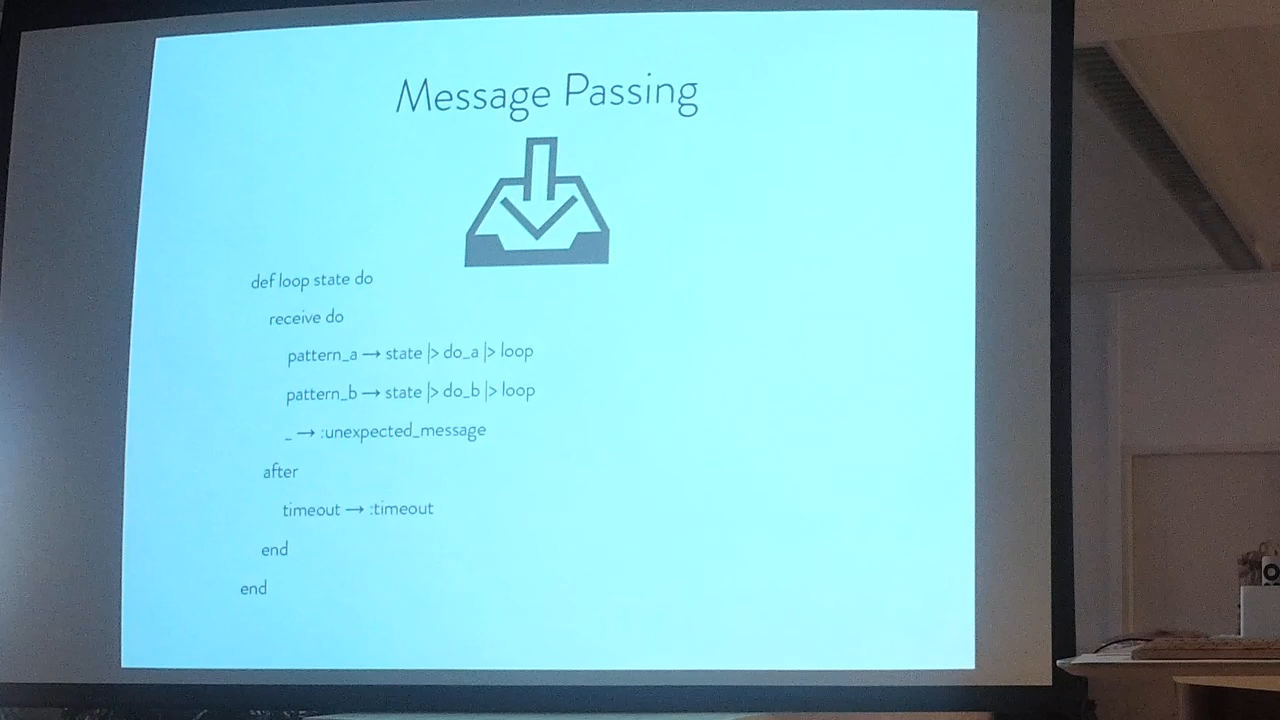 Message Passing
def loop state do
receive do
pattern_a → state |> do_a |> loop
pattern_b → state |> do_b |> loop
_ → :unexpected_message
after
timeout → :timeout
end
end